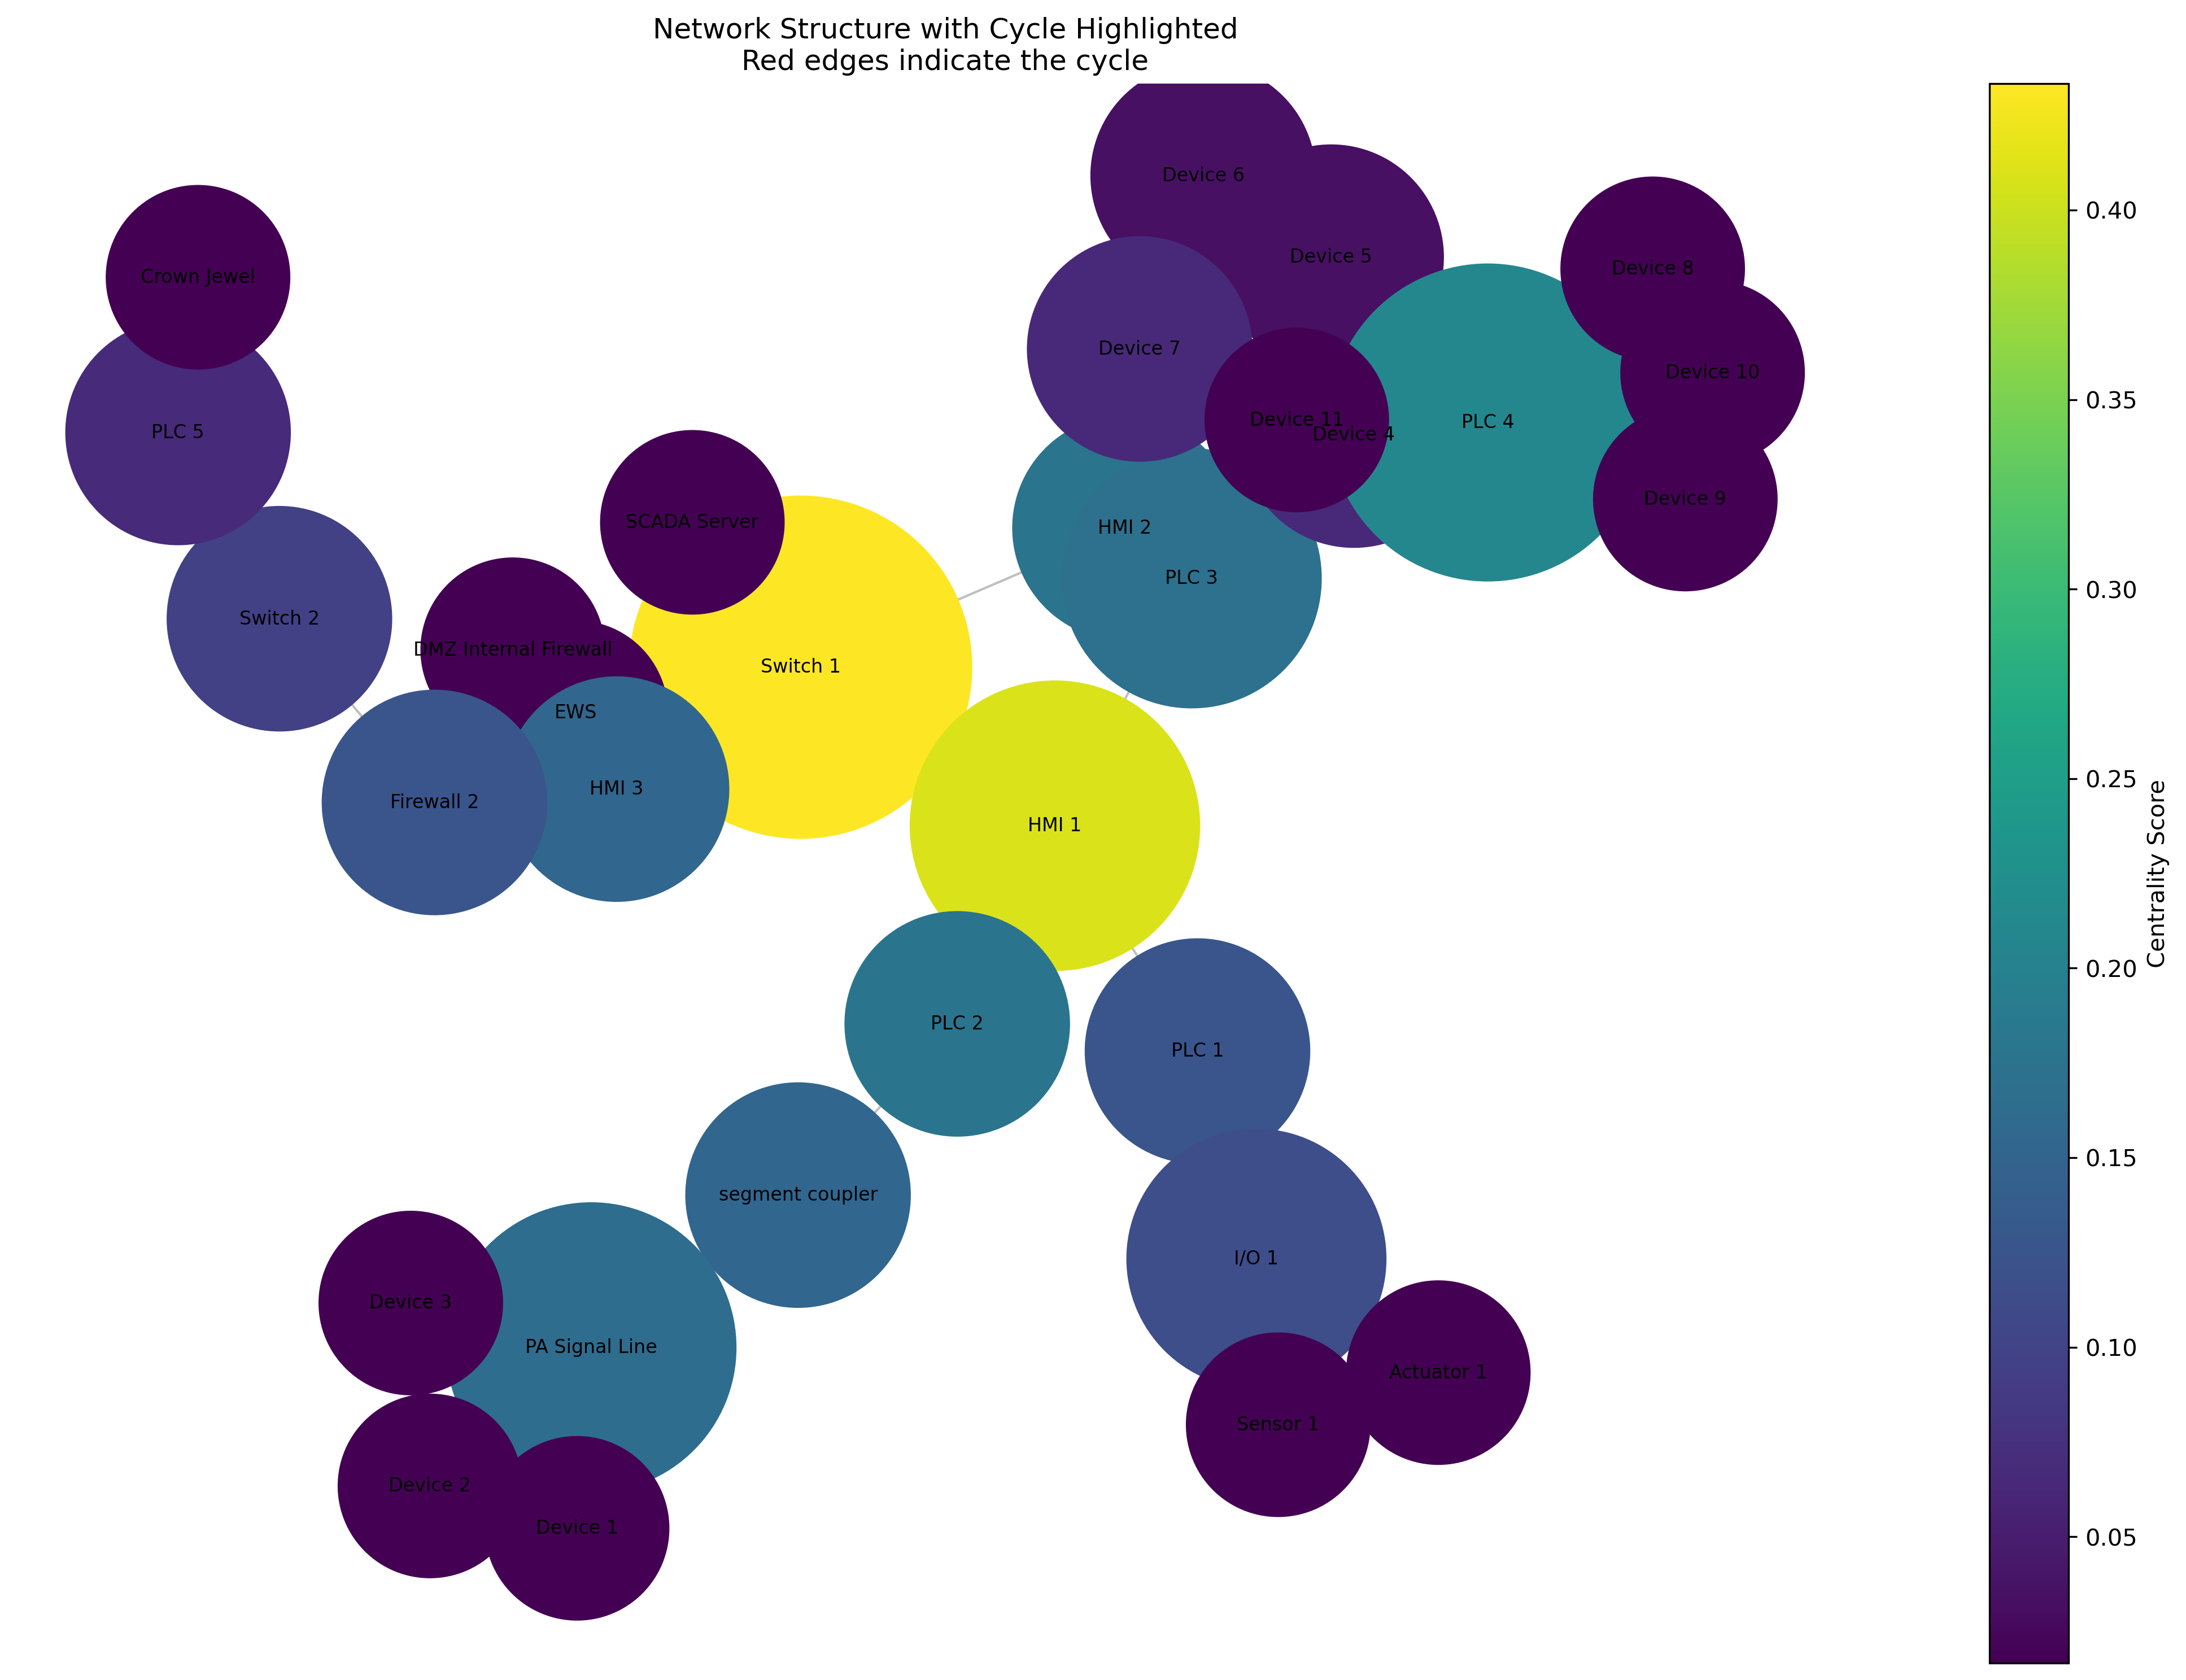 Network Structure with Cycle Highlighted
Red edges indicate the cycle
Device 6
Device 5
Device 8
Crown Jewel
Device 7
Device 10
Device 11
PLC 4
PLC 5
Device 4
Device 9
SCADA Server
HMI 2
PLC 3
Switch 2
DMZ Internal Firewall
Switch 1
EWS
HMI 3
Firewall 2
HMI 1
PLC 2
PLC 1
segment coupler
I/O 1
Device 3
PA Signal Line
Actuator 1
Sensor 1
Device 2
Device 1
0.40
0.35
0.30
0.25
0.20
0.15
0.10
0.05
Centrality Score